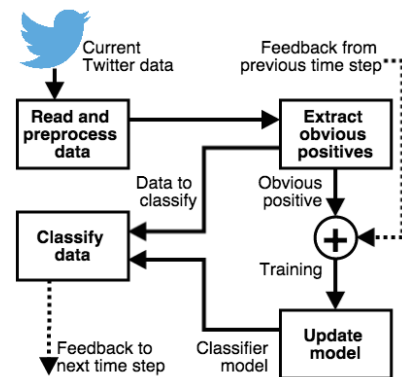 Current
Twitter data
Feedback from
previous time step
Read and
preprocess
data
Extract
obvious
positives
Data to
classify
Obvious
positive
+
Classify
data
Training
Update
model
Feedback to
next time step
Classifier
model